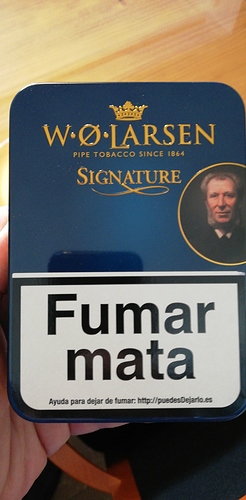 W·Ø·LARSEN
PIPE TOBACCO SINCE 1864
SIGNATURE
Fumar
mata
Ayuda para dejar de fumar: http://puedesDejarlo.es